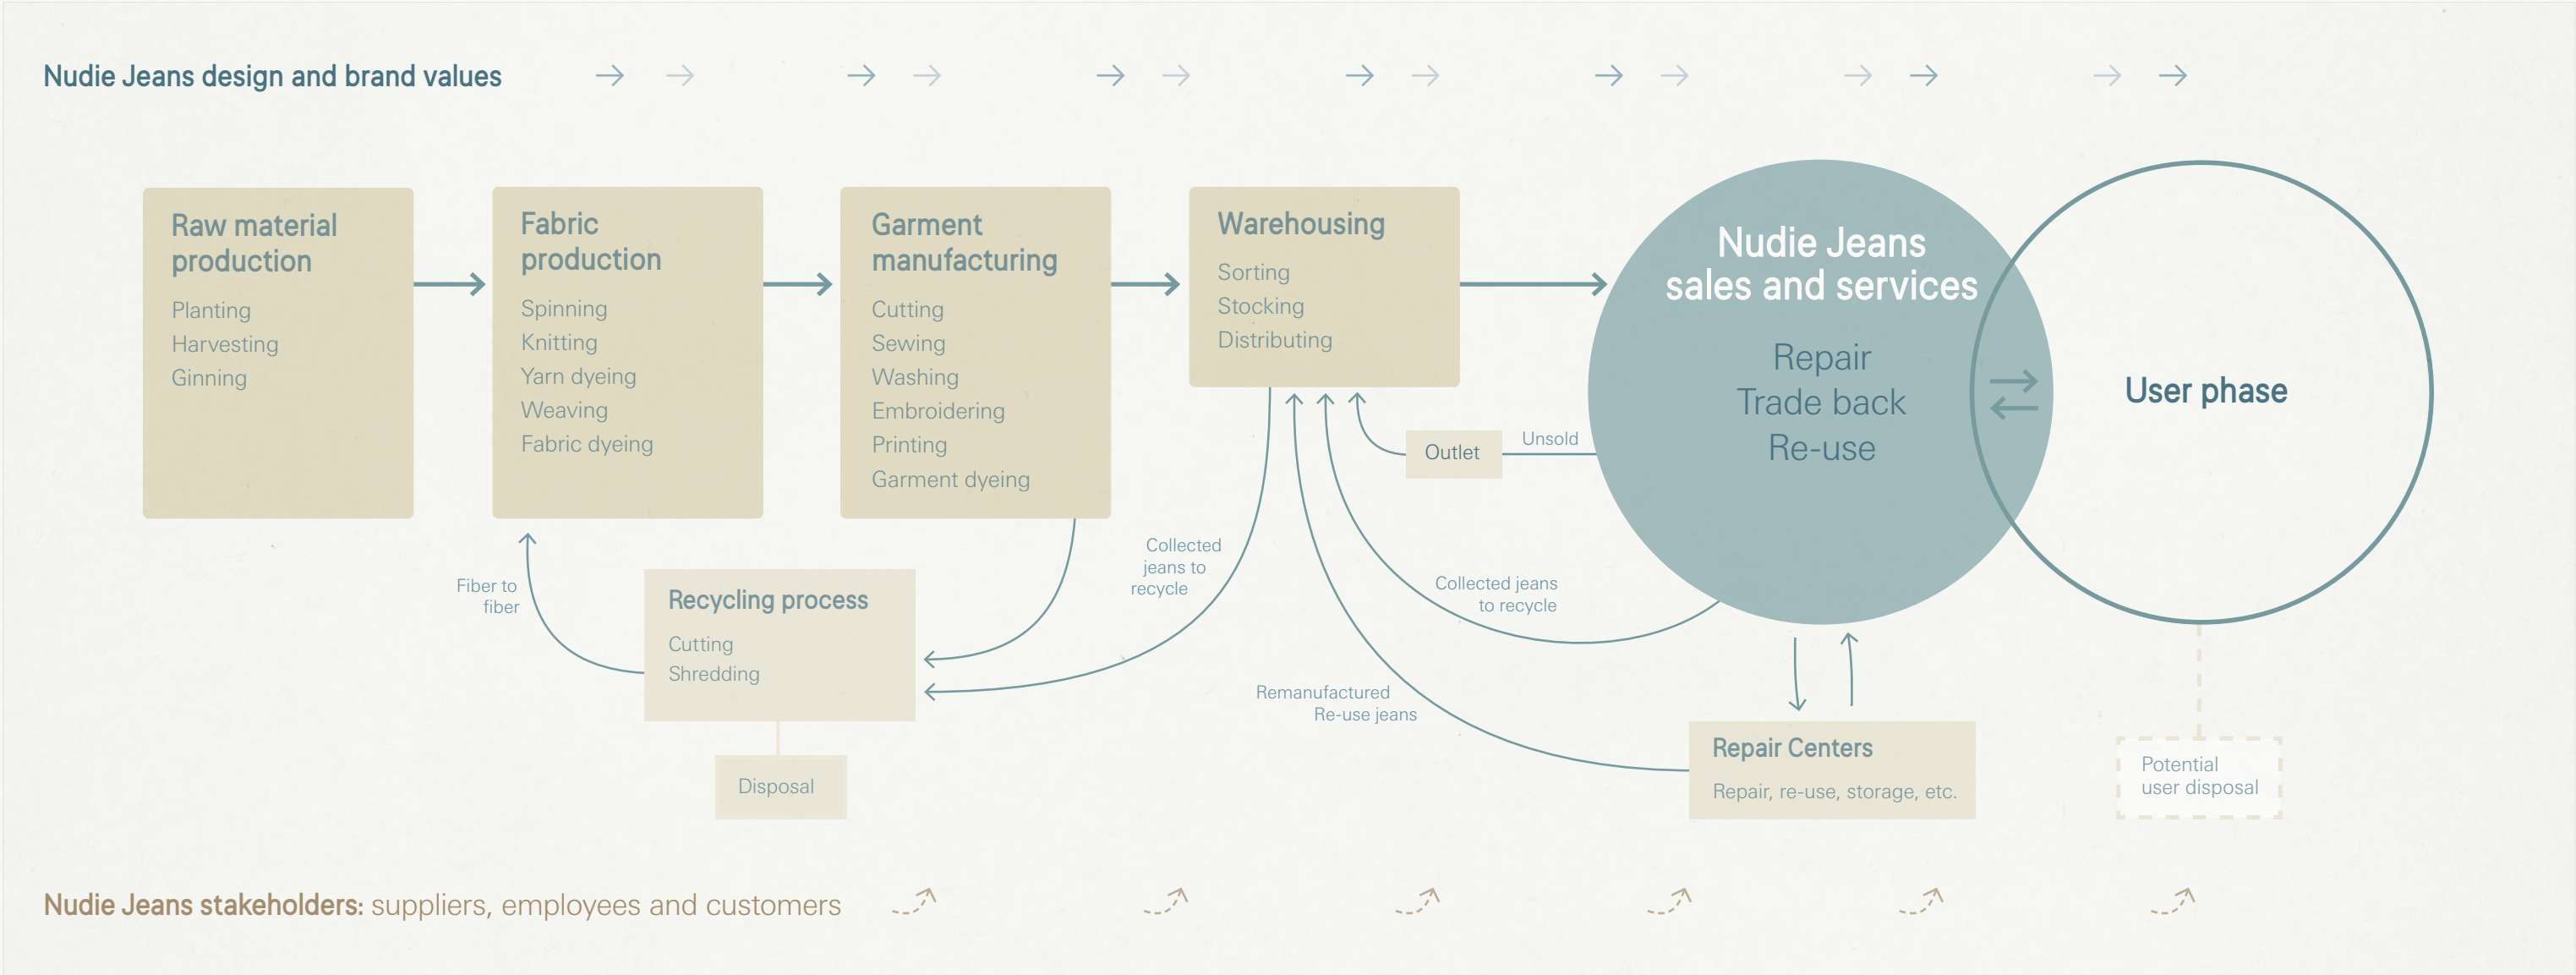 Nudie Jeans design and brand values
Raw material
production
Planting
Harvesting
Ginning
Fabric
production
Spinning
Knitting
Yarn dyeing
Weaving
Fabric dyeing
Garment
manufacturing
Cutting
Sewing
Washing
Embroidering
Printing
Garment dyeing
Warehousing
Sorting
Stocking
Distributing
Nudie Jeans
sales and services
Repair
Trade back
Re-use
User phase
Outlet
Unsold
Fiber to
fiber
Recycling process
Cutting
Shredding
Disposal
Collected
jeans to
recycle
Collected jeans
to recycle
Remanufactured
Re-use jeans
Repair Centers
Repair, re-use, storage, etc.
Potential
user disposal
Nudie Jeans stakeholders: suppliers, employees and customers